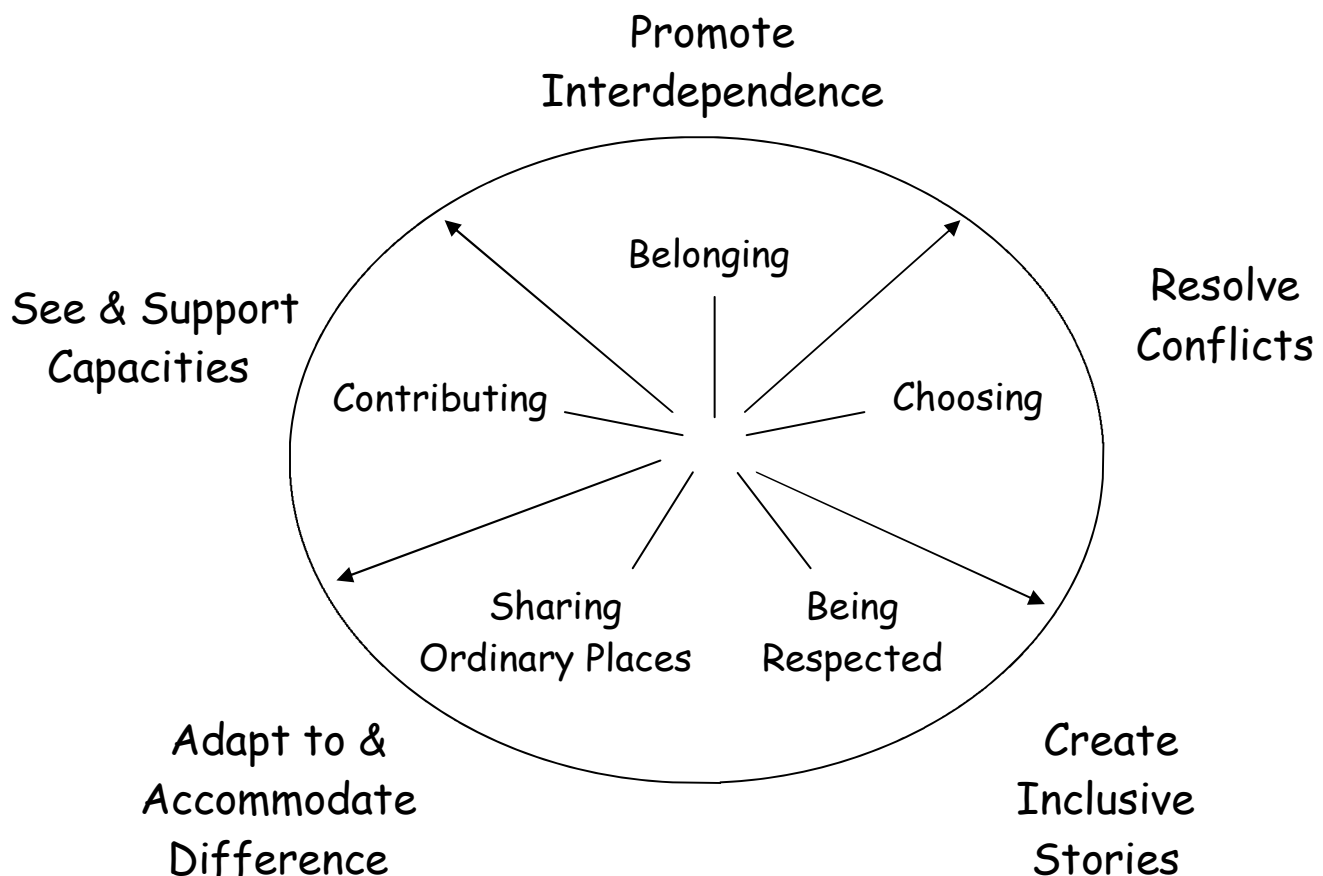 Promote
Interdependence
Belonging
See & Support
Capacities
Resolve
Conflicts
Contributing
Choosing
Sharing
Ordinary Places
Being
Respected
Adapt to &
Accommodate
Difference
Create
Inclusive
Stories